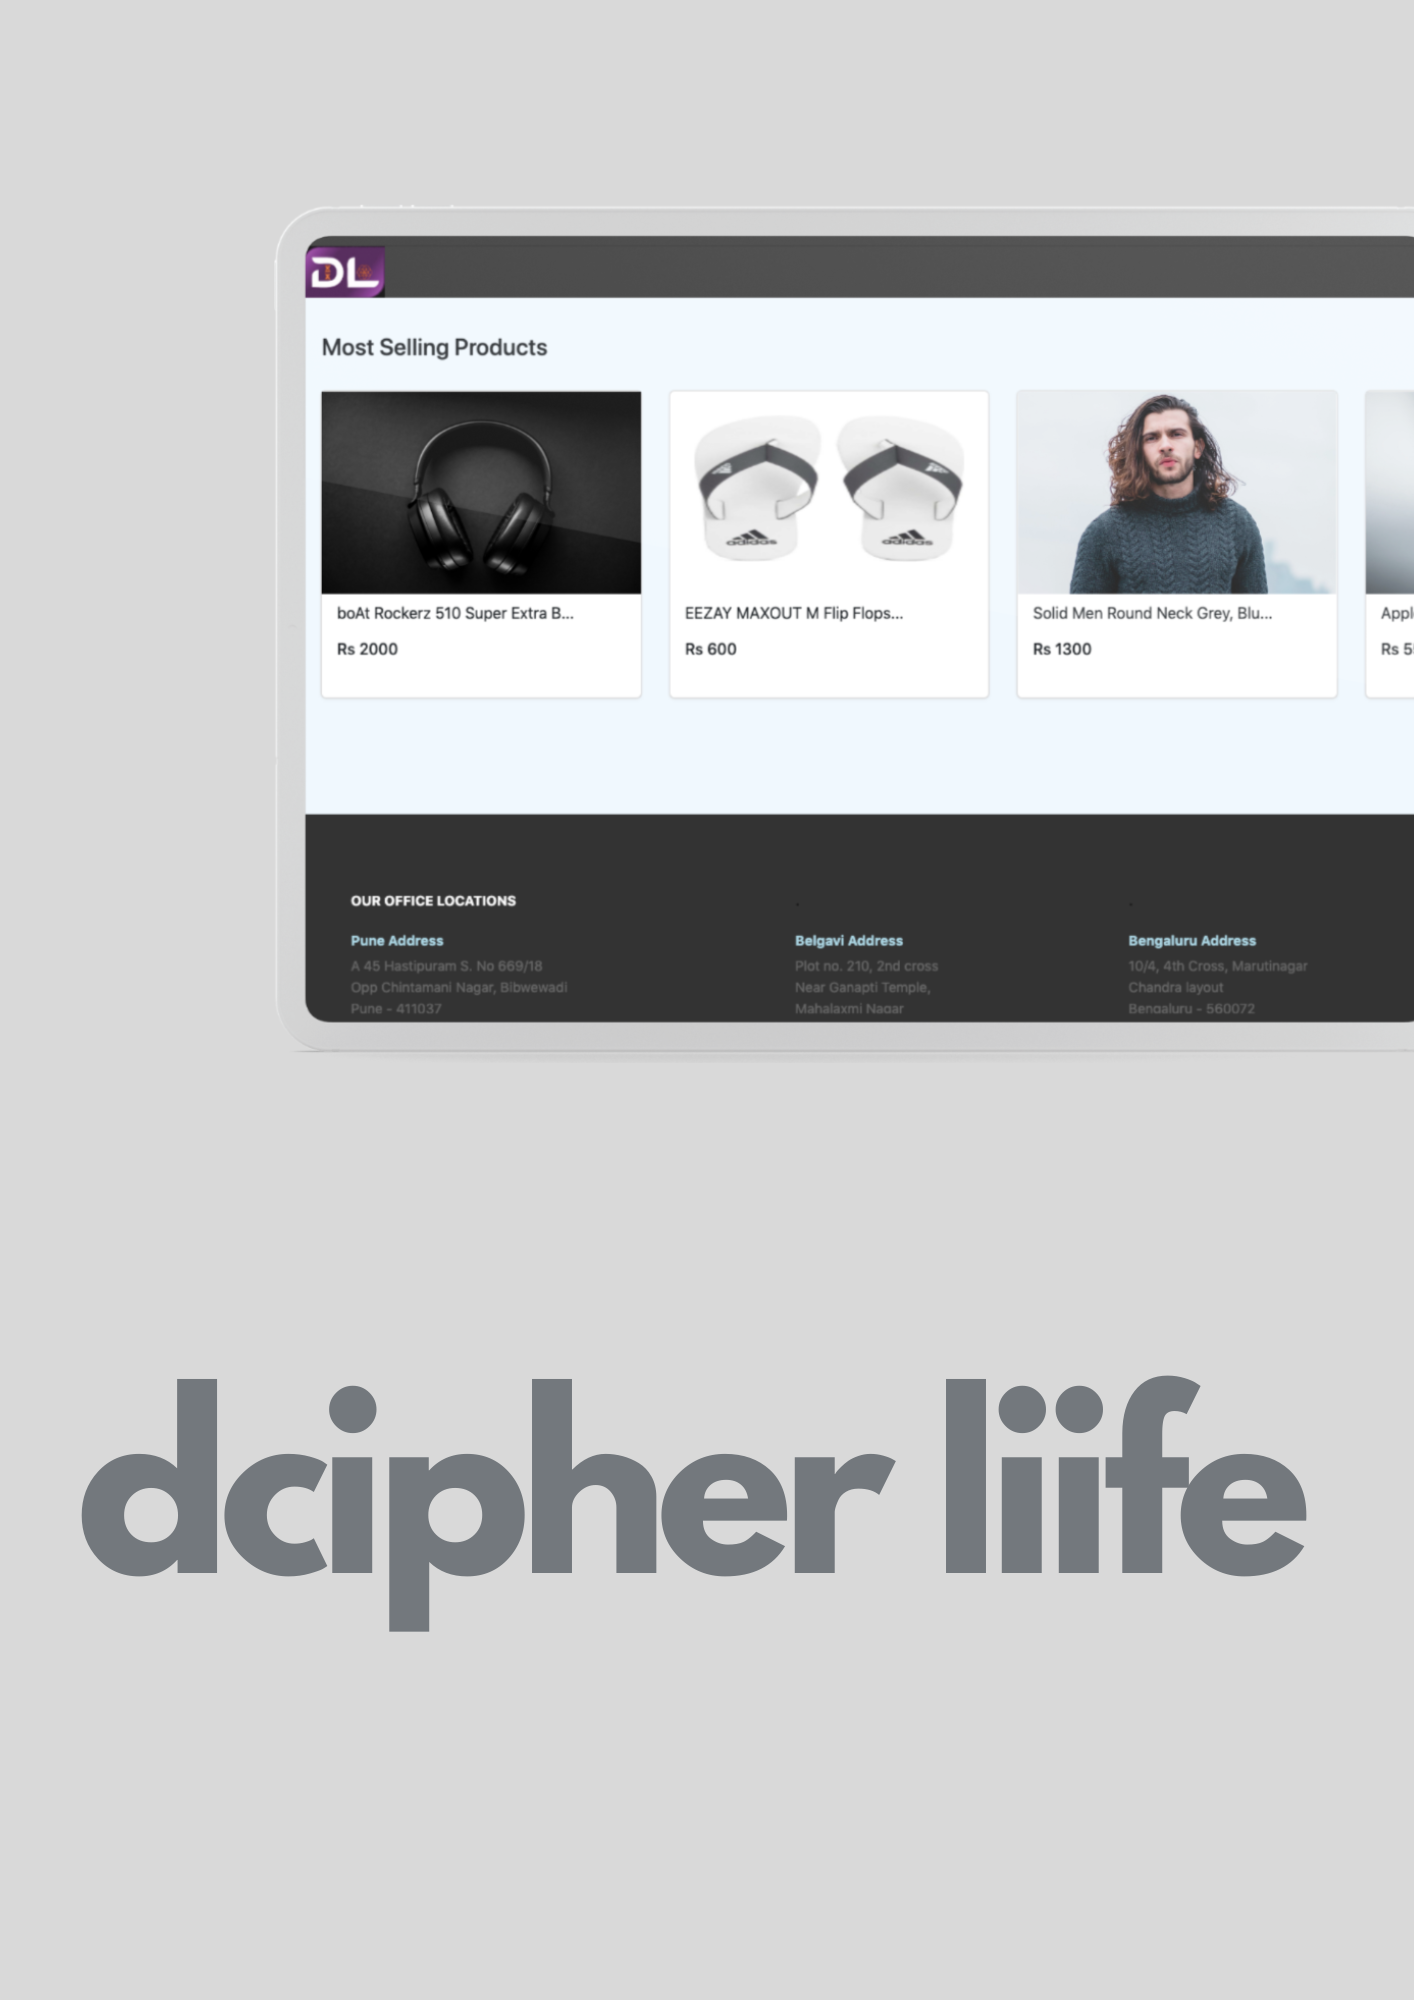 DL
Most Selling Products
boAt Rockerz 510 Super Extra B...
Rs 2000
adidas adidas
EEZAY MAXOUT M Flip Flops...
Rs 600
Solid Men Round Neck Grey, Blu...
Rs 1300
Appl
Rs 5
OUR OFFICE LOCATIONS
Pune Address
A 45 Hastipuram S. No 669/18
Opp Chintamani Nagar, Bibwewadi
Pune - 411037
Belgavi Address
Plot no. 210, 2nd cross
Near Ganapti Temple,
Mahalaxmi Nagar
Bengaluru Address
10/4, 4th Cross, Marutinagar
Chandra layout
Bengaluru - 560072
dcipher liife